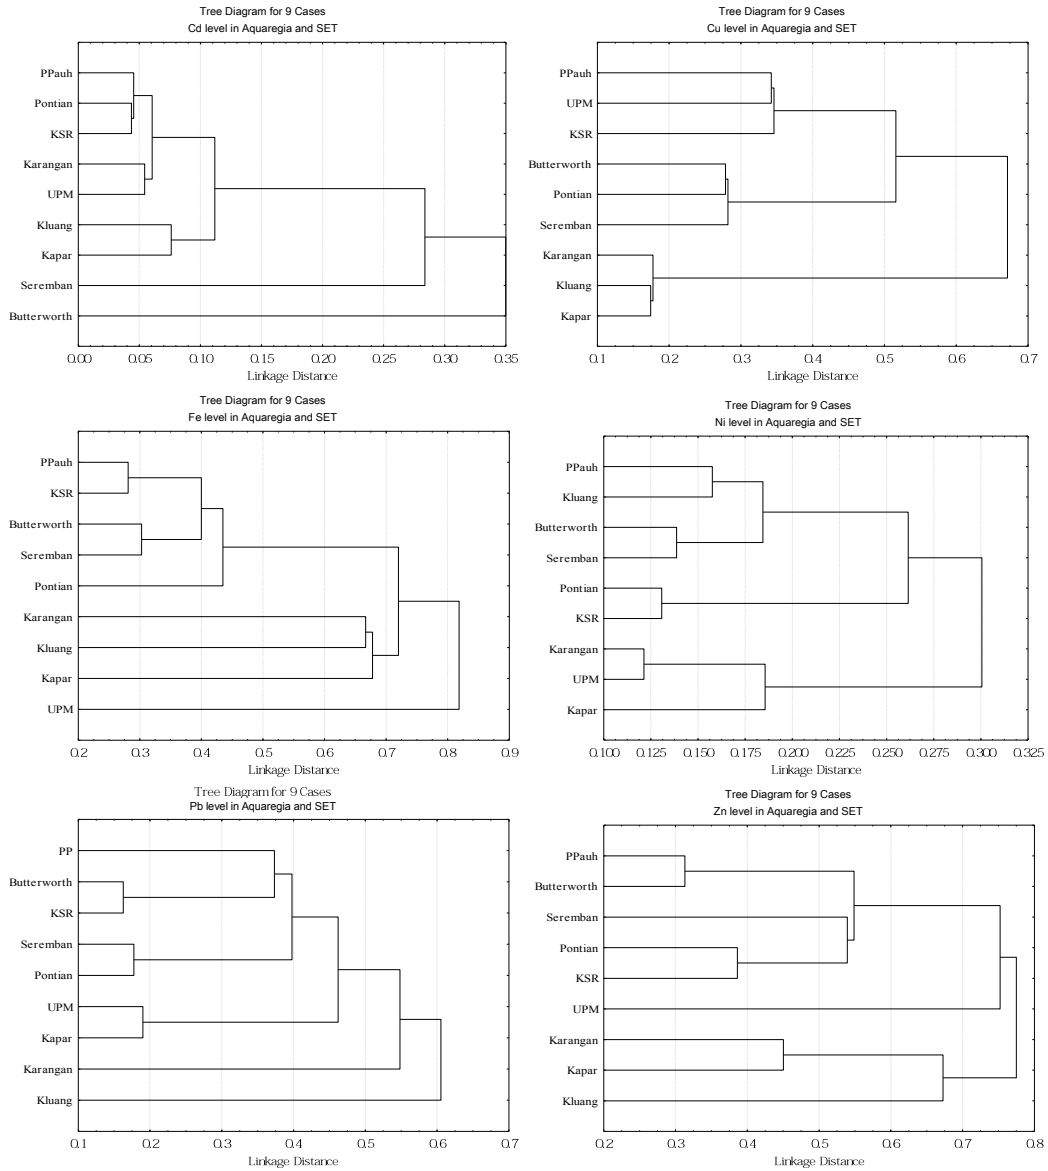 Tree Diagram for 9 Cases
Cd level in Aquaregia and SET
PPauh
Pontian
KSR
Karangan
UPM
Kluang
Kapar
Seremban
Butterworth
0.00 0.05 0.10 0.15 0.20 0.25 0.30 0.35
Linkage Distance
Tree Diagram for 9 Cases
Cu level in Aquaregia and SET
PPauh
UPM
KSR
Butterworth
Pontian
Seremban
Karangan
Kluang
Kapar
0.1 0.2 0.3 0.4 0.5 0.6 0.7
Linkage Distance
Tree Diagram for 9 Cases
Fe level in Aquaregia and SET
PPauh
KSR
Butterworth
Seremban
Pontian
Karangan
Kluang
Kapar
UPM
0.2 0.3 0.4 0.5 0.6 0.7 0.8 0.9
Linkage Distance
Tree Diagram for 9 Cases
Ni level in Aquaregia and SET
PPauh
Kluang
Butterworth
Seremban
Pontian
KSR
Karangan
UPM
Kapar
0.100 0.125 0.150 0.175 0.200 0.225 0.250 0.275 0.300 0.325
Linkage Distance
Tree Diagram for 9 Cases
Pb level in Aquaregia and SET
PP
Butterworth
KSR
Seremban
Pontian
UPM
Kapar
Karangan
Kluang
0.1 0.2 0.3 0.4 0.5 0.6 0.7
Linkage Distance
Tree Diagram for 9 Cases
Zn level in Aquaregia and SET
PPauh
Butterworth
Seremban
Pontian
KSR
UPM
Karangan
Kapar
Kluang
0.2 0.3 0.4 0.5 0.6 0.7 0.8
Linkage Distance